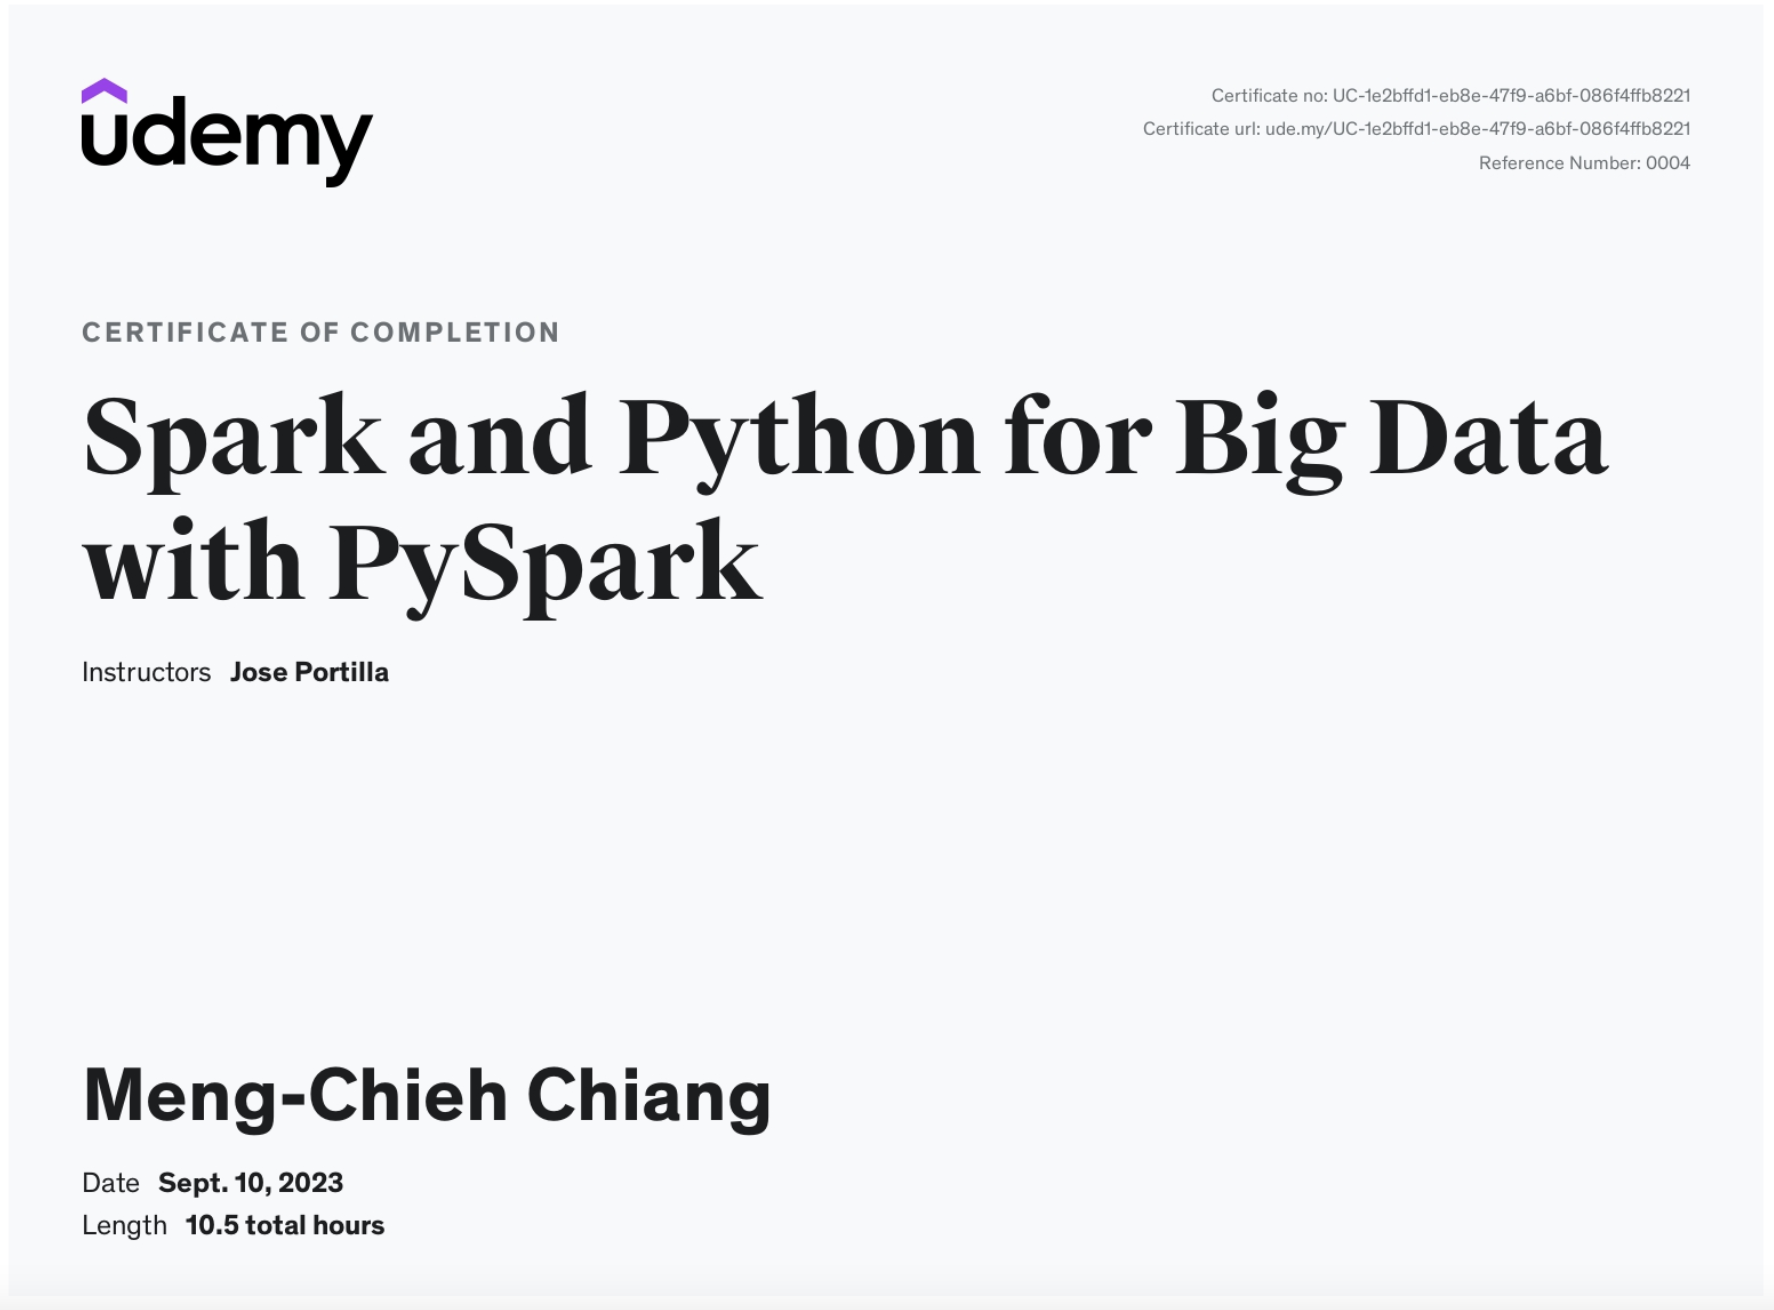 udemy
Certificate no: UC-1e2bffd1-eb8e-47f9-a6bf-086f4ffb8221
Certificate url: ude.my/UC-1e2bffd1-eb8e-47f9-a6bf-086f4ffb8221
Reference Number: 0004
CERTIFICATE OF COMPLETION
Spark and Python for Big Data
with PySpark
Instructors Jose Portilla
Meng-Chieh Chiang
Date Sept. 10, 2023
Length 10.5 total hours